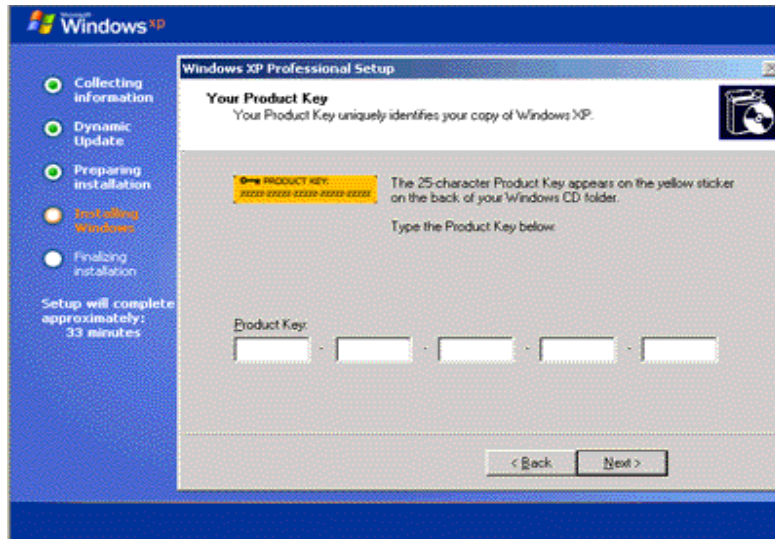 Microsoft
Windows xp
Collecting
information
Dynamic
Update
Preparing
installation
Installing
Windows
Finalizing
installation
Setup will complete
approximately:
33 minutes
Windows XP Professional Setup
Your Product Key
Your Product Key uniquely identifies your copy of Windows XP.
PRODUCT KEY:
The 25-character Product Key appears on the yellow sticker
on the back of your Windows CD folder.
Type the Product Key below.
Product Key:
- - - -
< Back
Next >